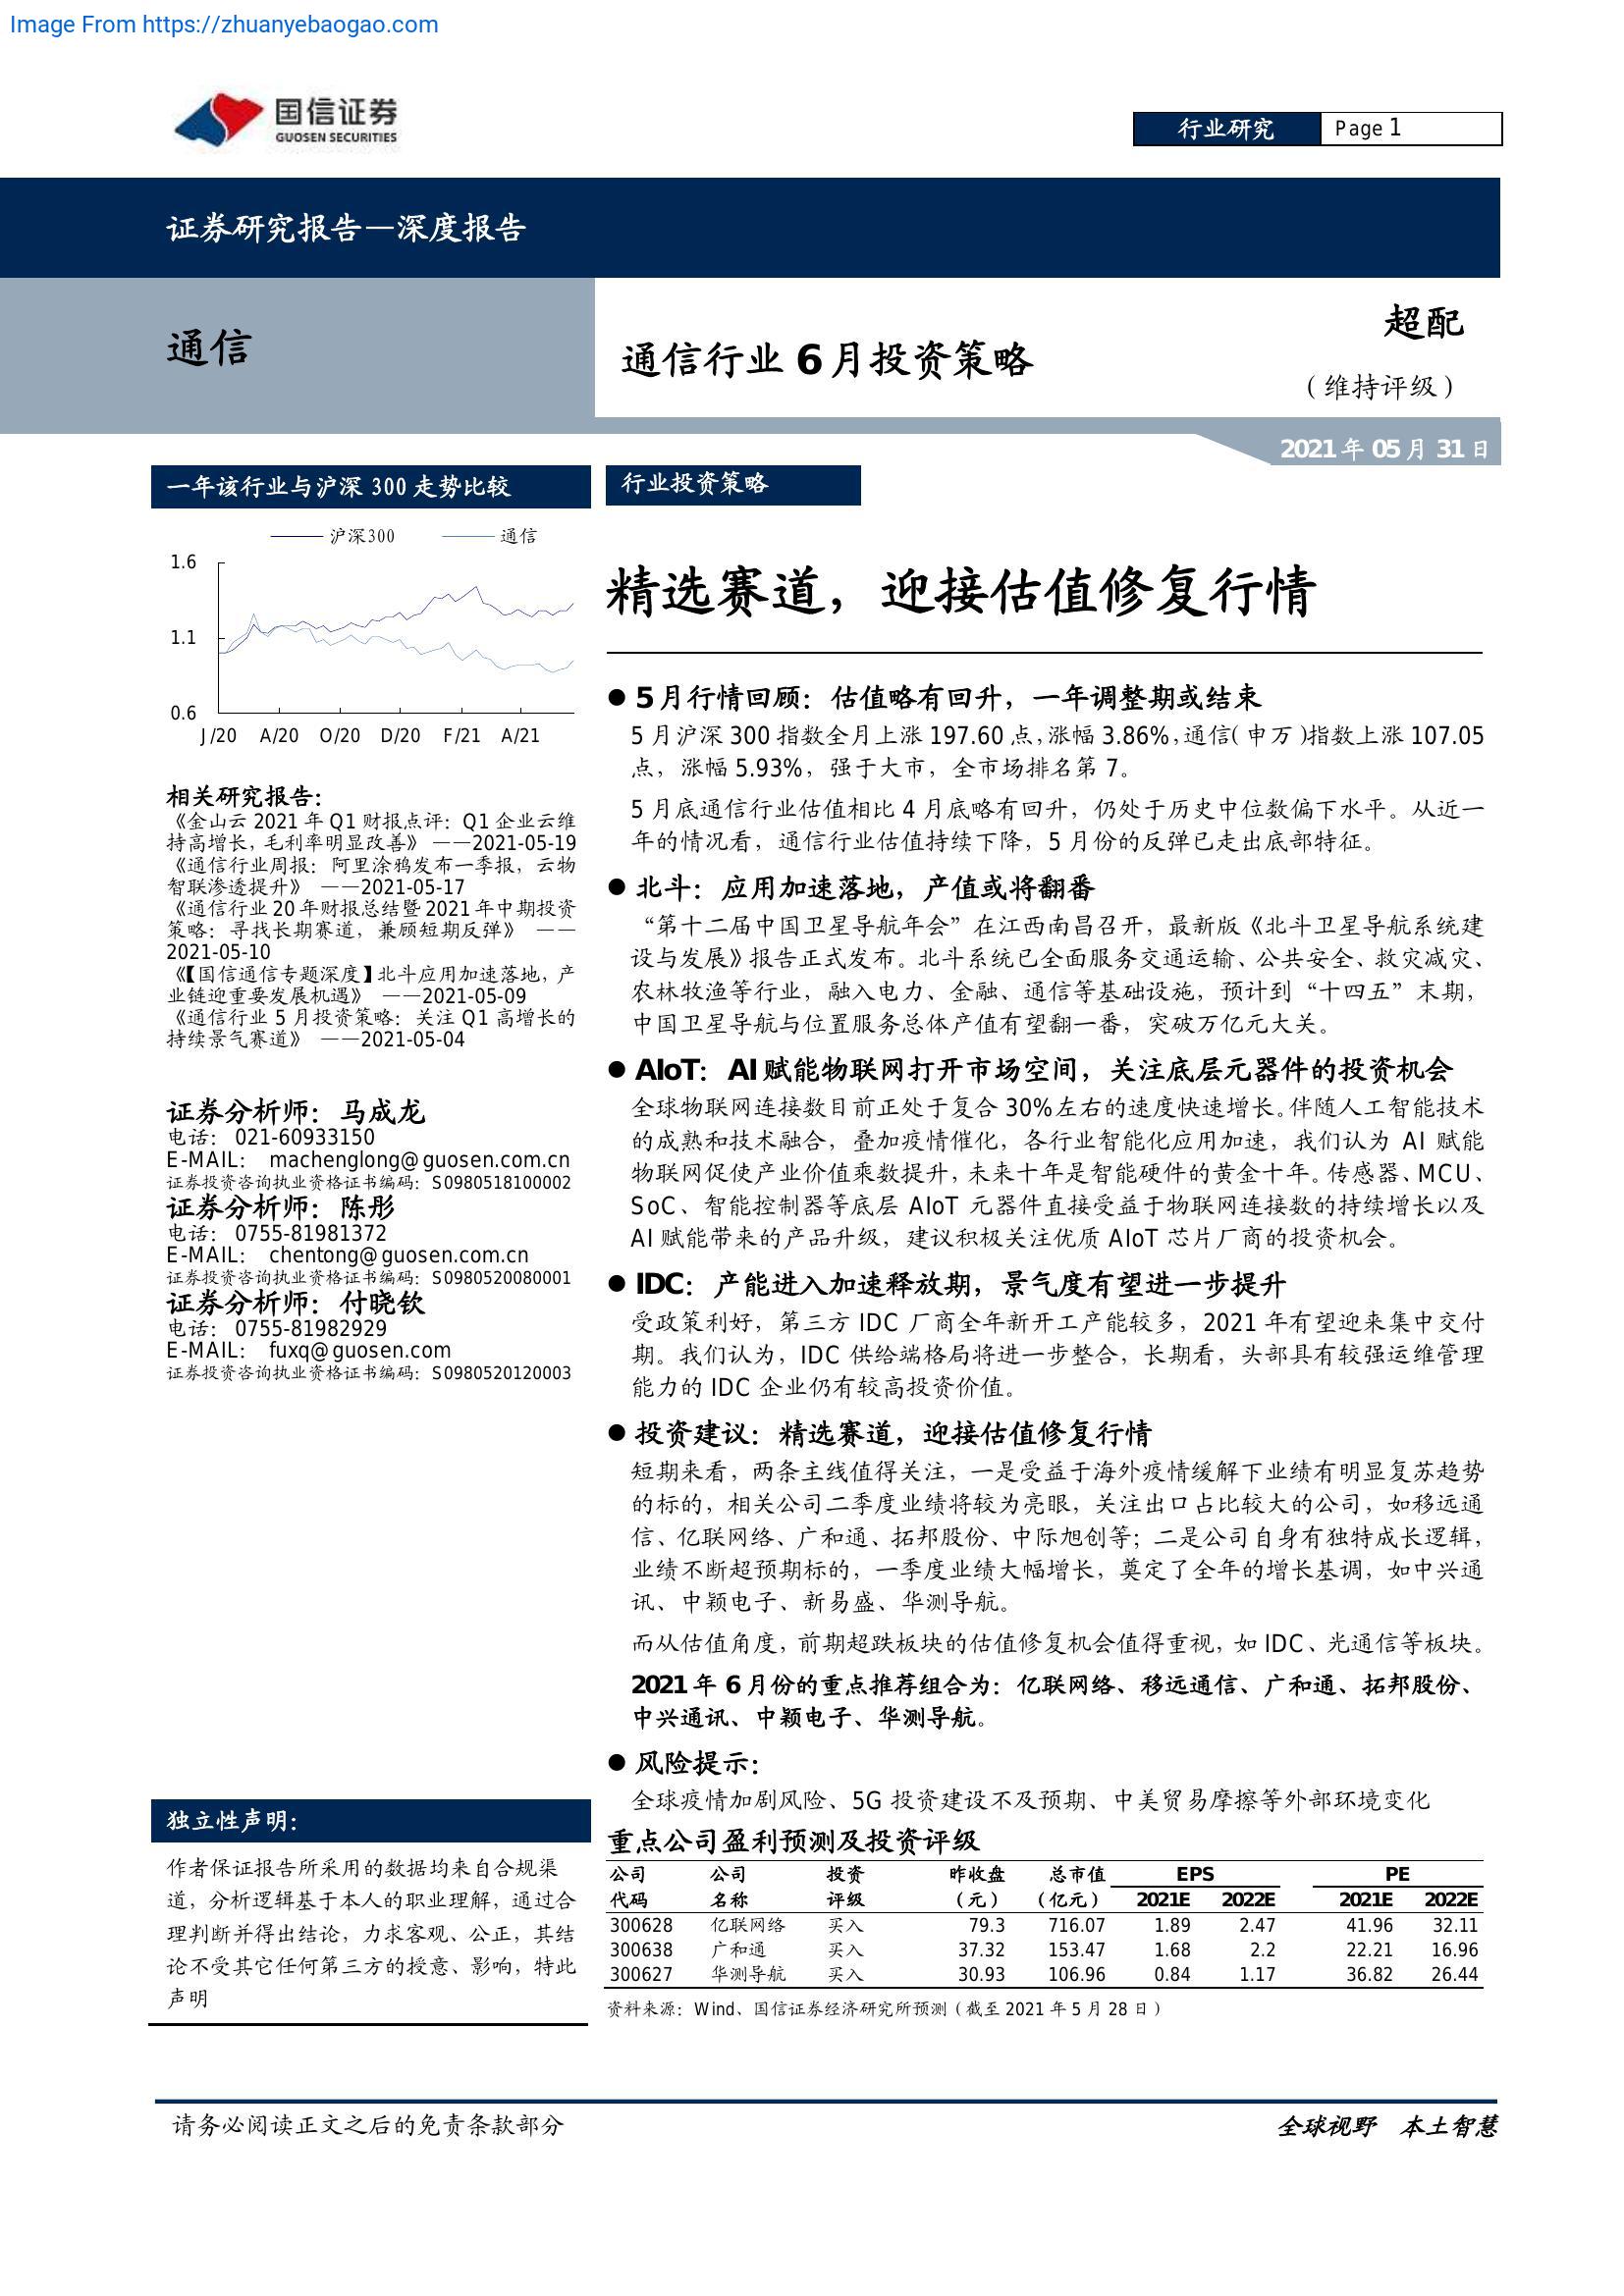 Image From https://zhuanyebaogao.com
国信证券
GUOSEN SECURITIES
行业研究
Page 1
证券研究报告—深度报告
通信
通信行业 6 月投资策略
超配
（维持评级）
2021 年 05 月 31 日
一年该行业与沪深 300 走势比较
沪深300
通信
1.6
1.1
0.6
J/20 A/20 O/20 D/20 F/21 A/21
相关研究报告：
《金山云 2021 年 Q1 财报点评：Q1 企业云维
持高增长，毛利率明显改善》 ——2021-05-19
《通信行业周报：阿里涂鸦发布一季报，云物
智联渗透提升》 ——2021-05-17
《通信行业 20 年财报总结暨 2021 年中期投资
策略：寻找长期赛道，兼顾短期反弹》 ——
2021-05-10
《【国信通信专题深度】北斗应用加速落地，产
业链迎重要发展机遇》 ——2021-05-09
《通信行业 5 月投资策略：关注 Q1 高增长的
持续景气赛道》 ——2021-05-04
证券分析师：马成龙
电话： 021-60933150
E-MAIL： machenglong@guosen.com.cn
证券投资咨询执业资格证书编码：S0980518100002
证券分析师：陈彤
电话： 0755-81981372
E-MAIL： chentong@guosen.com.cn
证券投资咨询执业资格证书编码：S0980520080001
证券分析师：付晓钦
电话： 0755-81982929
E-MAIL： fuxq@guosen.com
证券投资咨询执业资格证书编码：S0980520120003
独立性声明：
作者保证报告所采用的数据均来自合规渠
道，分析逻辑基于本人的职业理解，通过合
理判断并得出结论，力求客观、公正，其结
论不受其它任何第三方的授意、影响，特此
声明
行业投资策略
精选赛道，迎接估值修复行情
● 5 月行情回顾：估值略有回升，一年调整期或结束
5 月沪深 300 指数全月上涨 197.60 点，涨幅 3.86%，通信（申万）指数上涨 107.05
点，涨幅 5.93%，强于大市，全市场排名第 7。
5 月底通信行业估值相比 4 月底略有回升，仍处于历史中位数偏下水平。从近一
年的情况看，通信行业估值持续下降，5 月份的反弹已走出底部特征。
● 北斗：应用加速落地，产值或将翻番
“第十二届中国卫星导航年会”在江西南昌召开，最新版《北斗卫星导航系统建
设与发展》报告正式发布。北斗系统已全面服务交通运输、公共安全、救灾减灾、
农林牧渔等行业，融入电力、金融、通信等基础设施，预计到“十四五”末期，
中国卫星导航与位置服务总体产值有望翻一番，突破万亿元大关。
● AIoT：AI 赋能物联网打开市场空间，关注底层元器件的投资机会
全球物联网连接数目前正处于复合 30%左右的速度快速增长。伴随人工智能技术
的成熟和技术融合，叠加疫情催化，各行业智能化应用加速，我们认为 AI 赋能
物联网促使产业价值乘数提升，未来十年是智能硬件的黄金十年。传感器、MCU、
SoC、智能控制器等底层 AIoT 元器件直接受益于物联网连接数的持续增长以及
AI 赋能带来的产品升级，建议积极关注优质 AIoT 芯片厂商的投资机会。
● IDC：产能进入加速释放期，景气度有望进一步提升
受政策利好，第三方 IDC 厂商全年新开工产能较多，2021 年有望迎来集中交付
期。我们认为，IDC 供给端格局将进一步整合，长期看，头部具有较强运维管理
能力的 IDC 企业仍有较高投资价值。
● 投资建议：精选赛道，迎接估值修复行情
短期来看，两条主线值得关注，一是受益于海外疫情缓解下业绩有明显复苏趋势
的标的，相关公司二季度业绩将较为亮眼，关注出口占比较大的公司，如移远通
信、亿联网络、广和通、拓邦股份、中际旭创等；二是公司自身有独特成长逻辑，
业绩不断超预期标的，一季度业绩大幅增长，奠定了全年的增长基调，如中兴通
讯、中颖电子、新易盛、华测导航。
而从估值角度，前期超跌板块的估值修复机会值得重视，如 IDC、光通信等板块。
2021 年 6 月份的重点推荐组合为：亿联网络、移远通信、广和通、拓邦股份、
中兴通讯、中颖电子、华测导航。
● 风险提示：
全球疫情加剧风险、5G 投资建设不及预期、中美贸易摩擦等外部环境变化
重点公司盈利预测及投资评级
公司 公司 投资 昨收盘 总市值 EPS PE
代码 名称 评级 （元） （亿元） 2021E 2022E 2021E 2022E
300628 亿联网络 买入 79.3 716.07 1.89 2.47 41.96 32.11
300638 广和通 买入 37.32 153.47 1.68 2.2 22.21 16.96
300627 华测导航 买入 30.93 106.96 0.84 1.17 36.82 26.44
资料来源：Wind、国信证券经济研究所预测（截至 2021 年 5 月 28 日）
请务必阅读正文之后的免责条款部分
全球视野 本土智慧